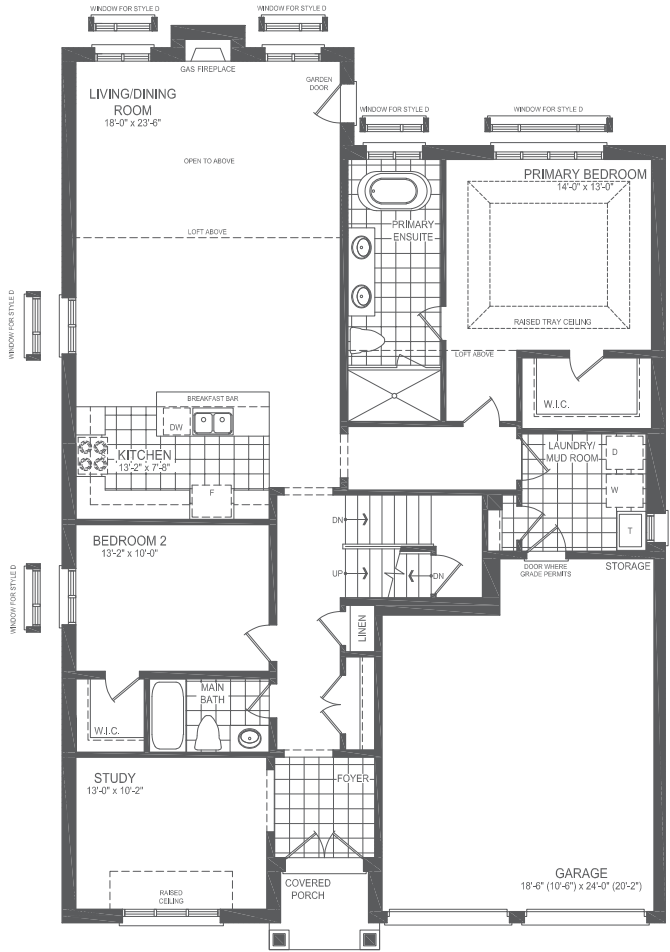 WINDOW FOR STYLE D
WINDOW FOR STYLE D
GAS FIREPLACE
GARDEN
DOOR
LIVING/DINING
ROOM
18'-0" x 23'-6"
OPEN TO ABOVE
LOFT ABOVE
WINDOW FOR STYLE D
WINDOW FOR STYLE D
PRIMARY BEDROOM
14'-0" x 13'-0"
PRIMARY
ENSUITE
RAISED TRAY CEILING
LOFT ABOVE
W.I.C.
WINDOW FOR STYLE D
BREAKFAST BAR
DW
KITCHEN
13'-2" x 7'-8"
F
LAUNDRY/
MUD ROOM
D
W
T
DN
UP
DN
DOOR WHERE
GRADE PERMITS
STORAGE
BEDROOM 2
13'-2" x 10'-0"
WINDOW FOR STYLE D
LINEN
W.I.C.
MAIN
BATH
STUDY
13'-0" x 10'-2"
RAISED
CEILING
FOYER
COVERED
PORCH
GARAGE
18'-6" (10'-6") x 24'-0" (20'-2")